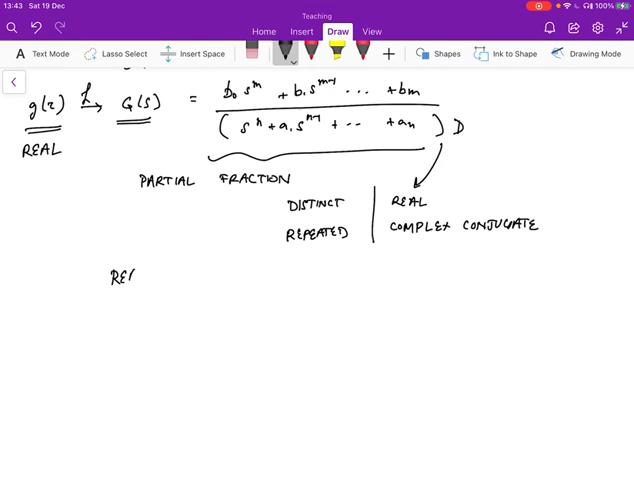 13:43 Sat 19 Dec
100%
Teaching
Home Insert Draw View
Text Mode Lasso Select Insert Space Shapes Ink to Shape Drawing Mode
g(t) L→ G(s) = b₀ s^m + b₁ s^(m-1) ... + bm
( s^n + a₁ s^(n-1) + -- + an ) D
REAL
PARTIAL FRACTION
DISTINCT | REAL
REPEATED | COMPLEX CONJUGATE
RE